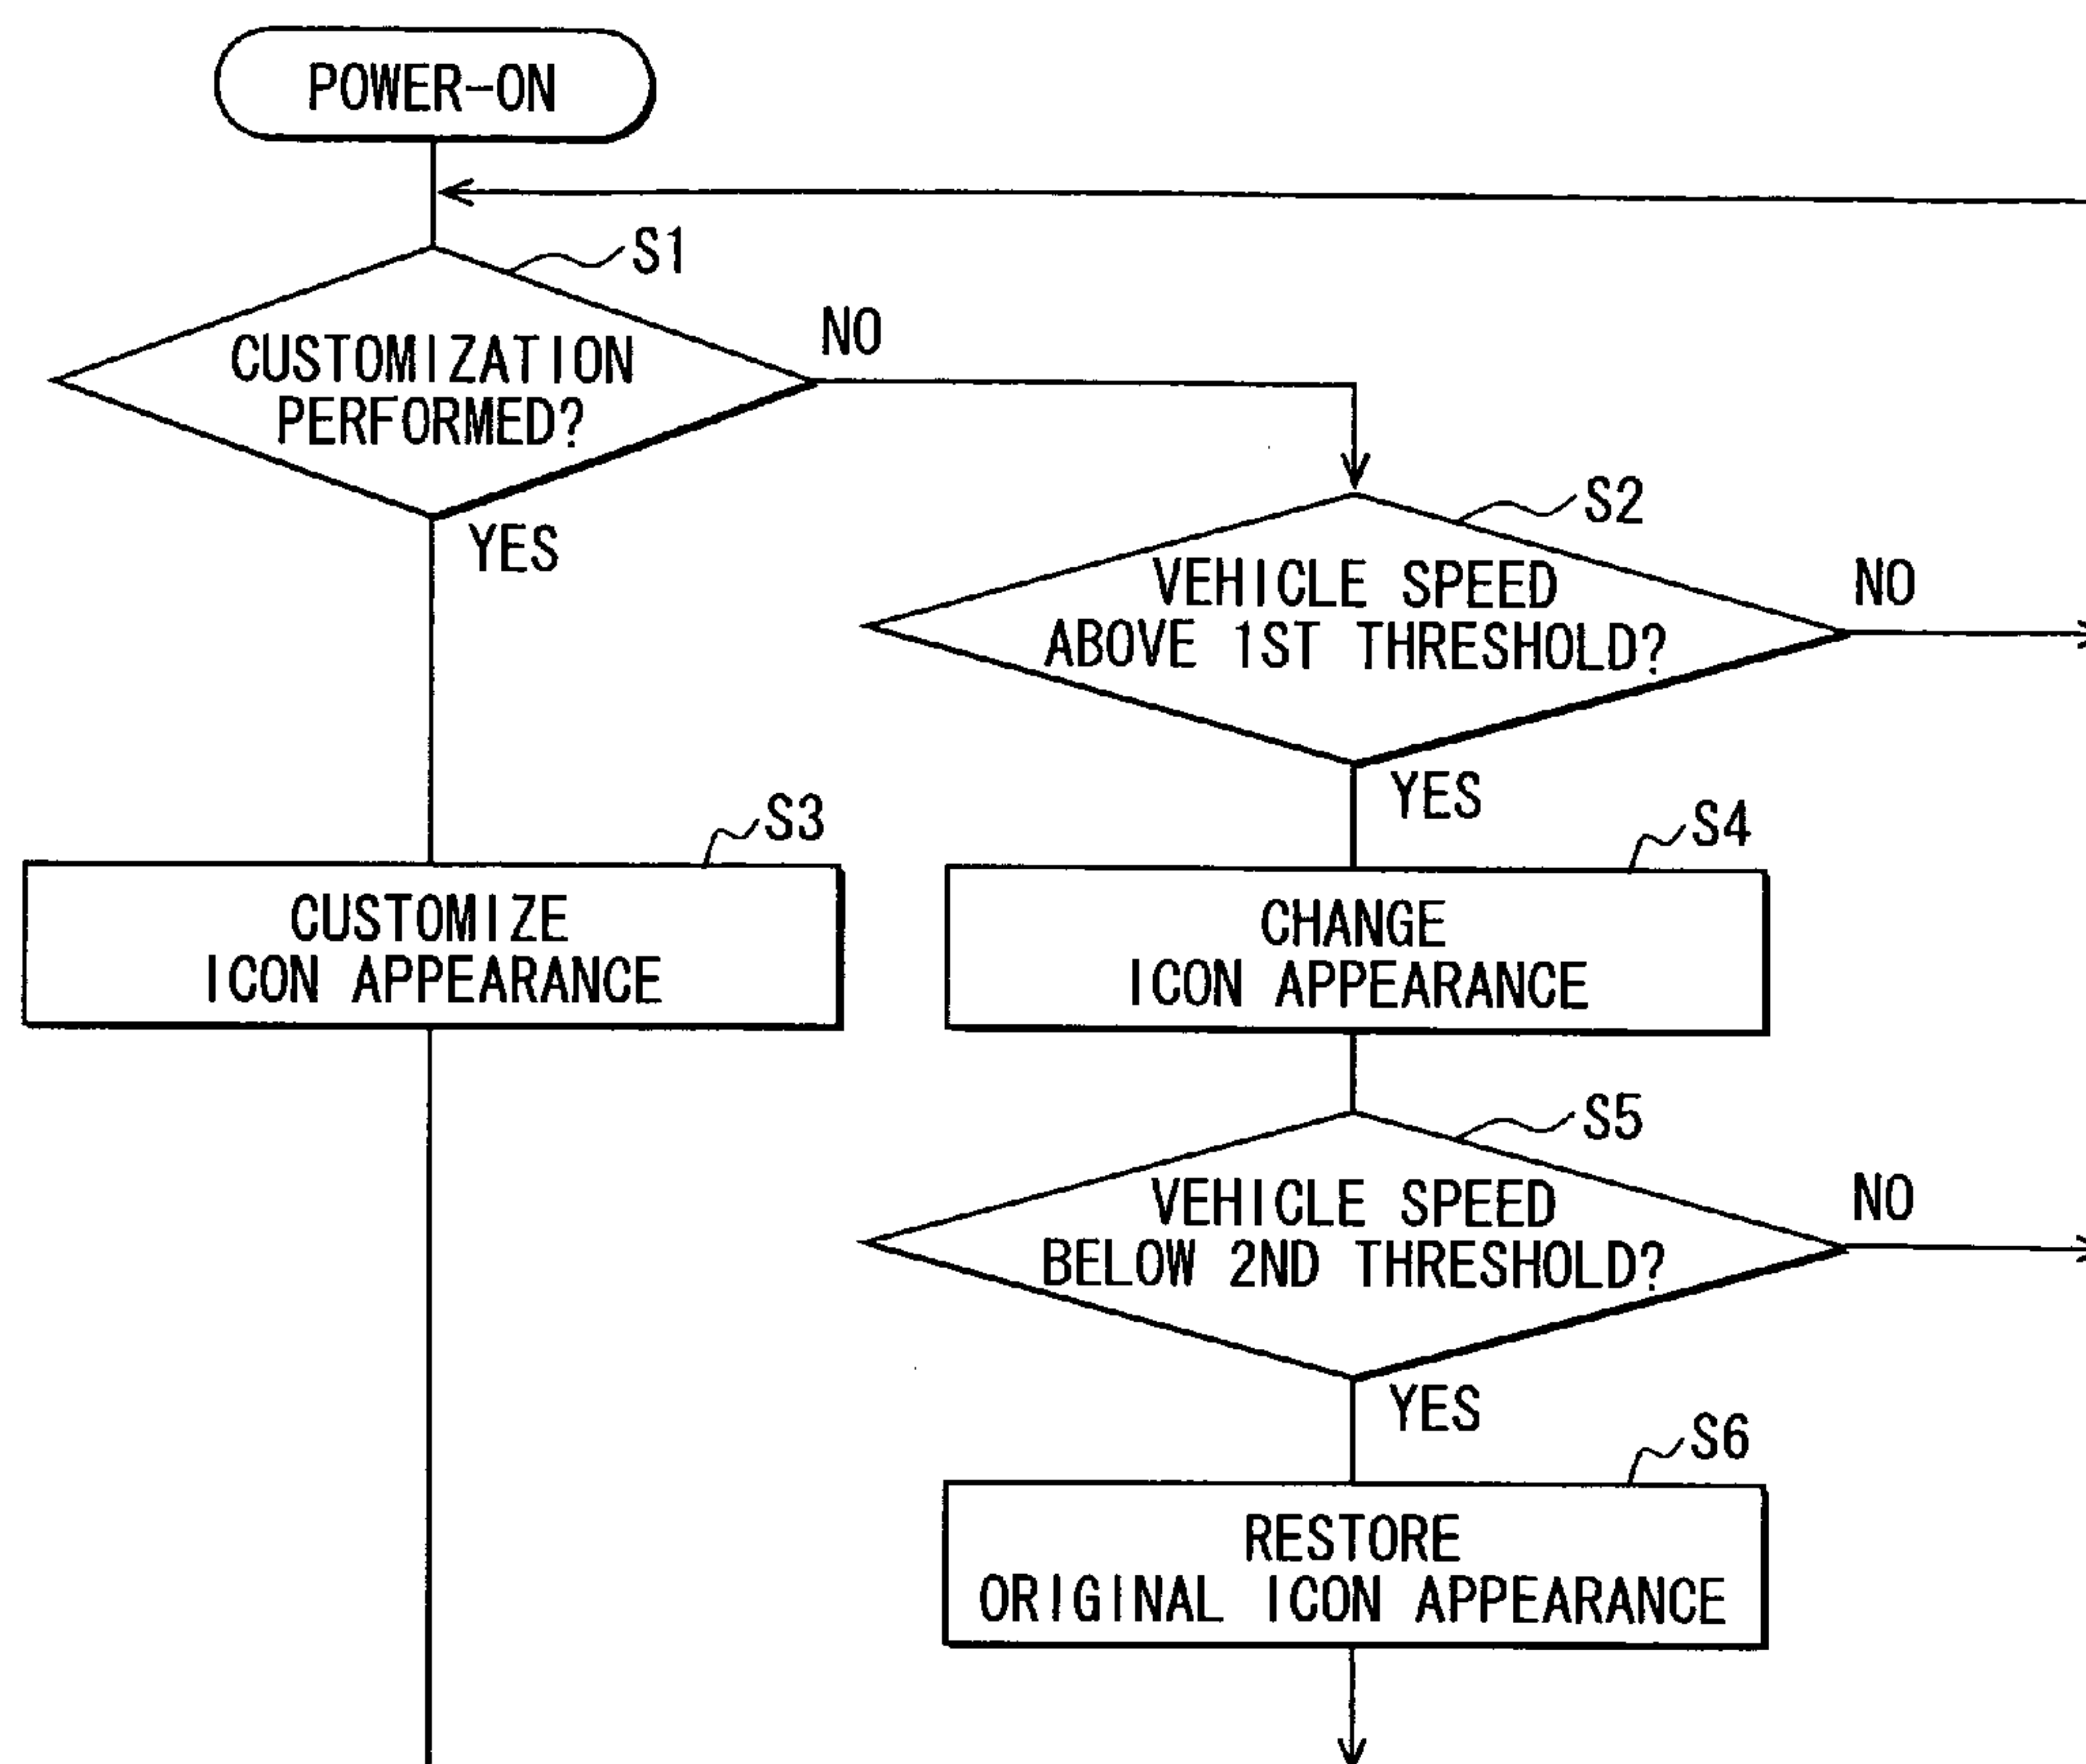 POWER-ON
S1
CUSTOMIZATION
PERFORMED?
NO
YES
S2
VEHICLE SPEED
ABOVE 1ST THRESHOLD?
NO
YES
S3
CUSTOMIZE
ICON APPEARANCE
S4
CHANGE
ICON APPEARANCE
S5
VEHICLE SPEED
BELOW 2ND THRESHOLD?
NO
YES
S6
RESTORE
ORIGINAL ICON APPEARANCE